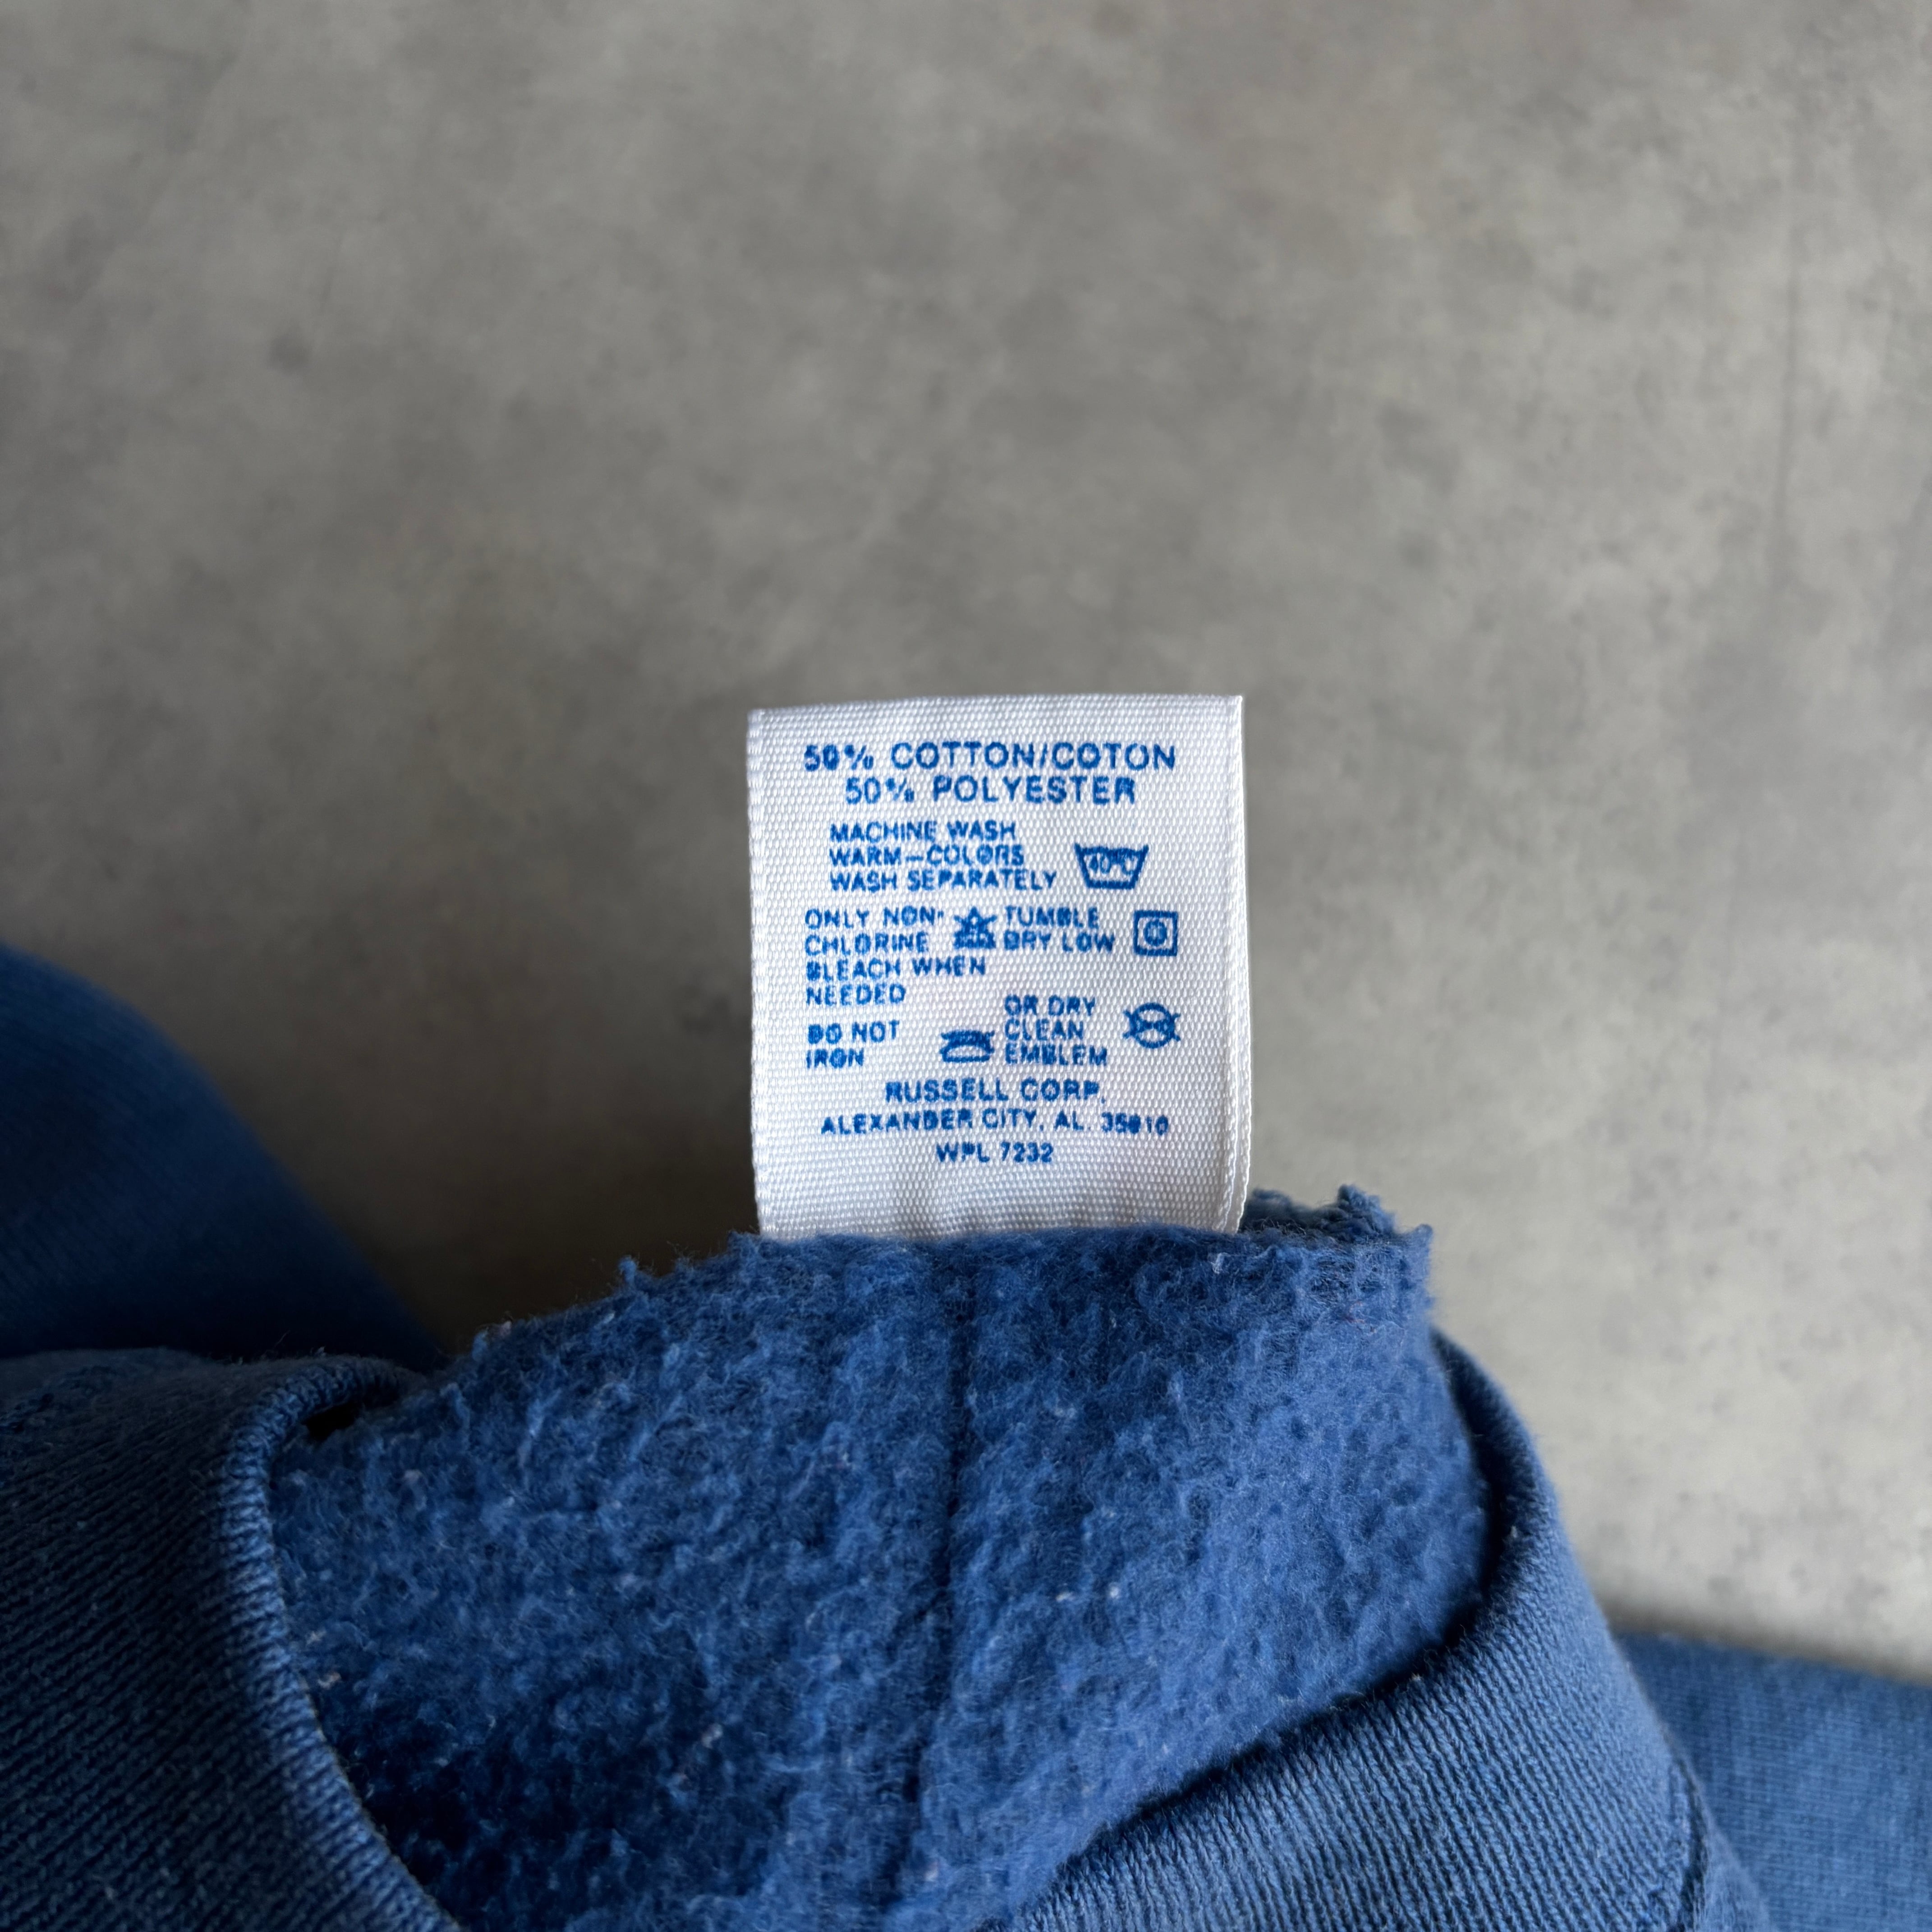 50% COTTON/COTON
50% POLYESTER
MACHINE WASH
WARM—COLORS
WASH SEPARATELY
40°C
ONLY NON-
CHLORINE
BLEACH WHEN
NEEDED
TUMBLE
DRY LOW
DO NOT
IRON
OR DRY
CLEAN
EMBLEM
RUSSELL CORP.
ALEXANDER CITY, AL. 35010
WPL 7232